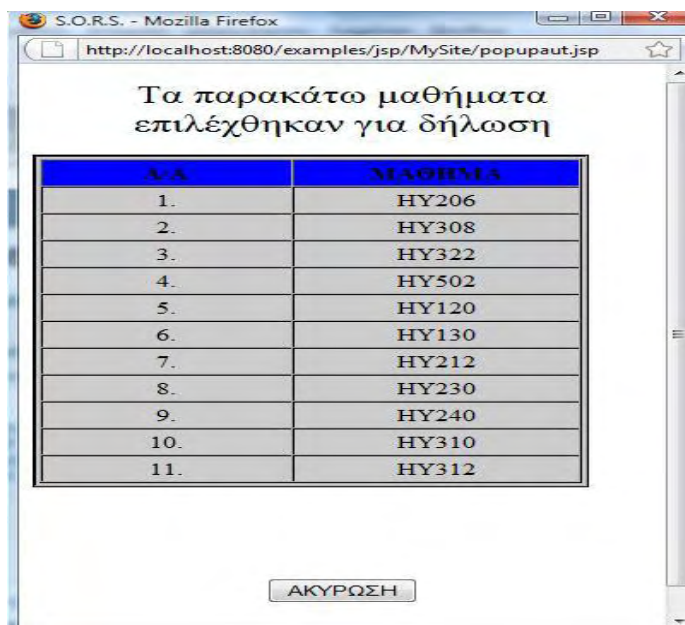 S.O.R.S. - Mozilla Firefox
http://localhost:8080/examples/jsp/MySite/popupaut.jsp
Τα παρακάτω μαθήματα
επιλέχθηκαν για δήλωση
Α/Α ΜΑΘΗΜΑ
1. HY206
2. HY308
3. HY322
4. HY502
5. HY120
6. HY130
7. HY212
8. HY230
9. HY240
10. HY310
11. HY312
ΑΚΥΡΩΣΗ